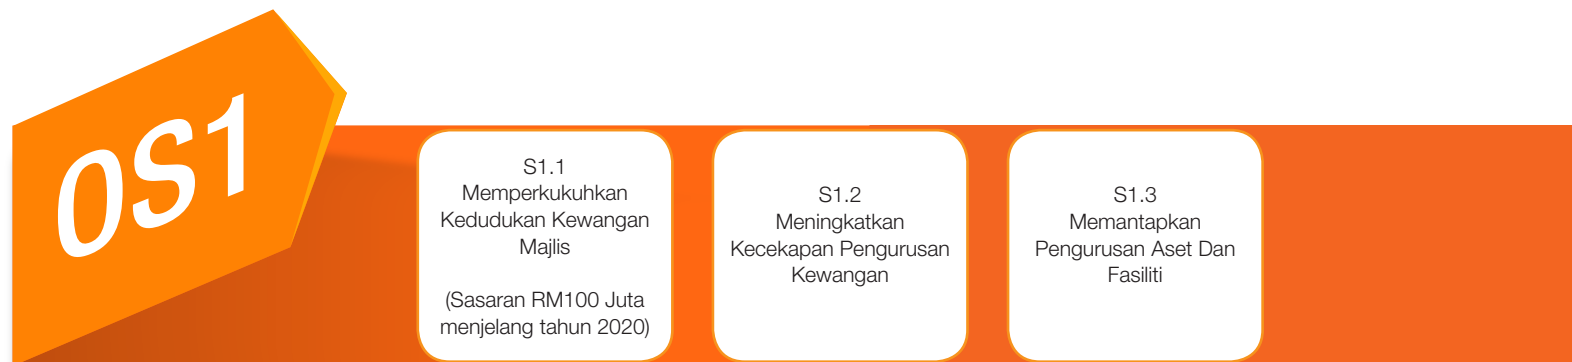 OS1
S1.1
Memperkukuhkan
Kedudukan Kewangan
Majlis
(Sasaran RM100 Juta
menjelang tahun 2020)
S1.2
Meningkatkan
Kecekapan Pengurusan
Kewangan
S1.3
Memantapkan
Pengurusan Aset Dan
Fasiliti